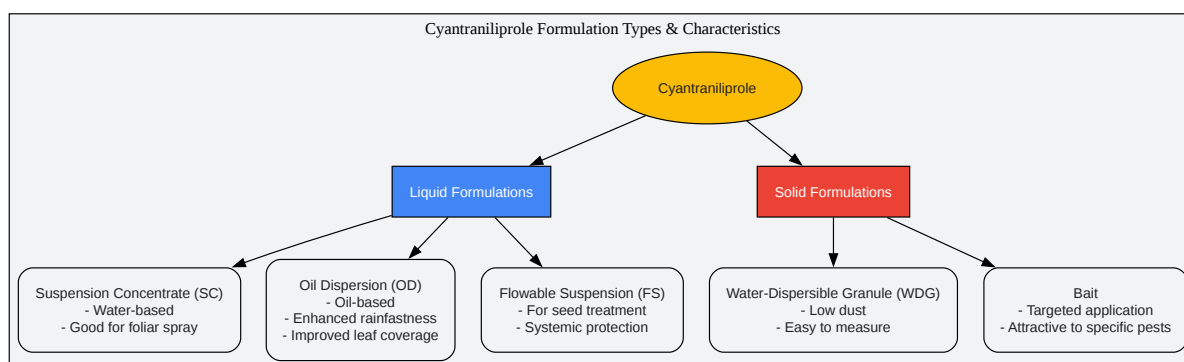 Cyantraniliprole Formulation Types & Characteristics
Cyantraniliprole
Liquid Formulations
Solid Formulations
Suspension Concentrate (SC)
- Water-based
- Good for foliar spray
Oil Dispersion (OD)
- Oil-based
- Enhanced rainfastness
- Improved leaf coverage
Flowable Suspension (FS)
- For seed treatment
- Systemic protection
Water-Dispersible Granule (WDG)
- Low dust
- Easy to measure
Bait
- Targeted application
- Attractive to specific pests